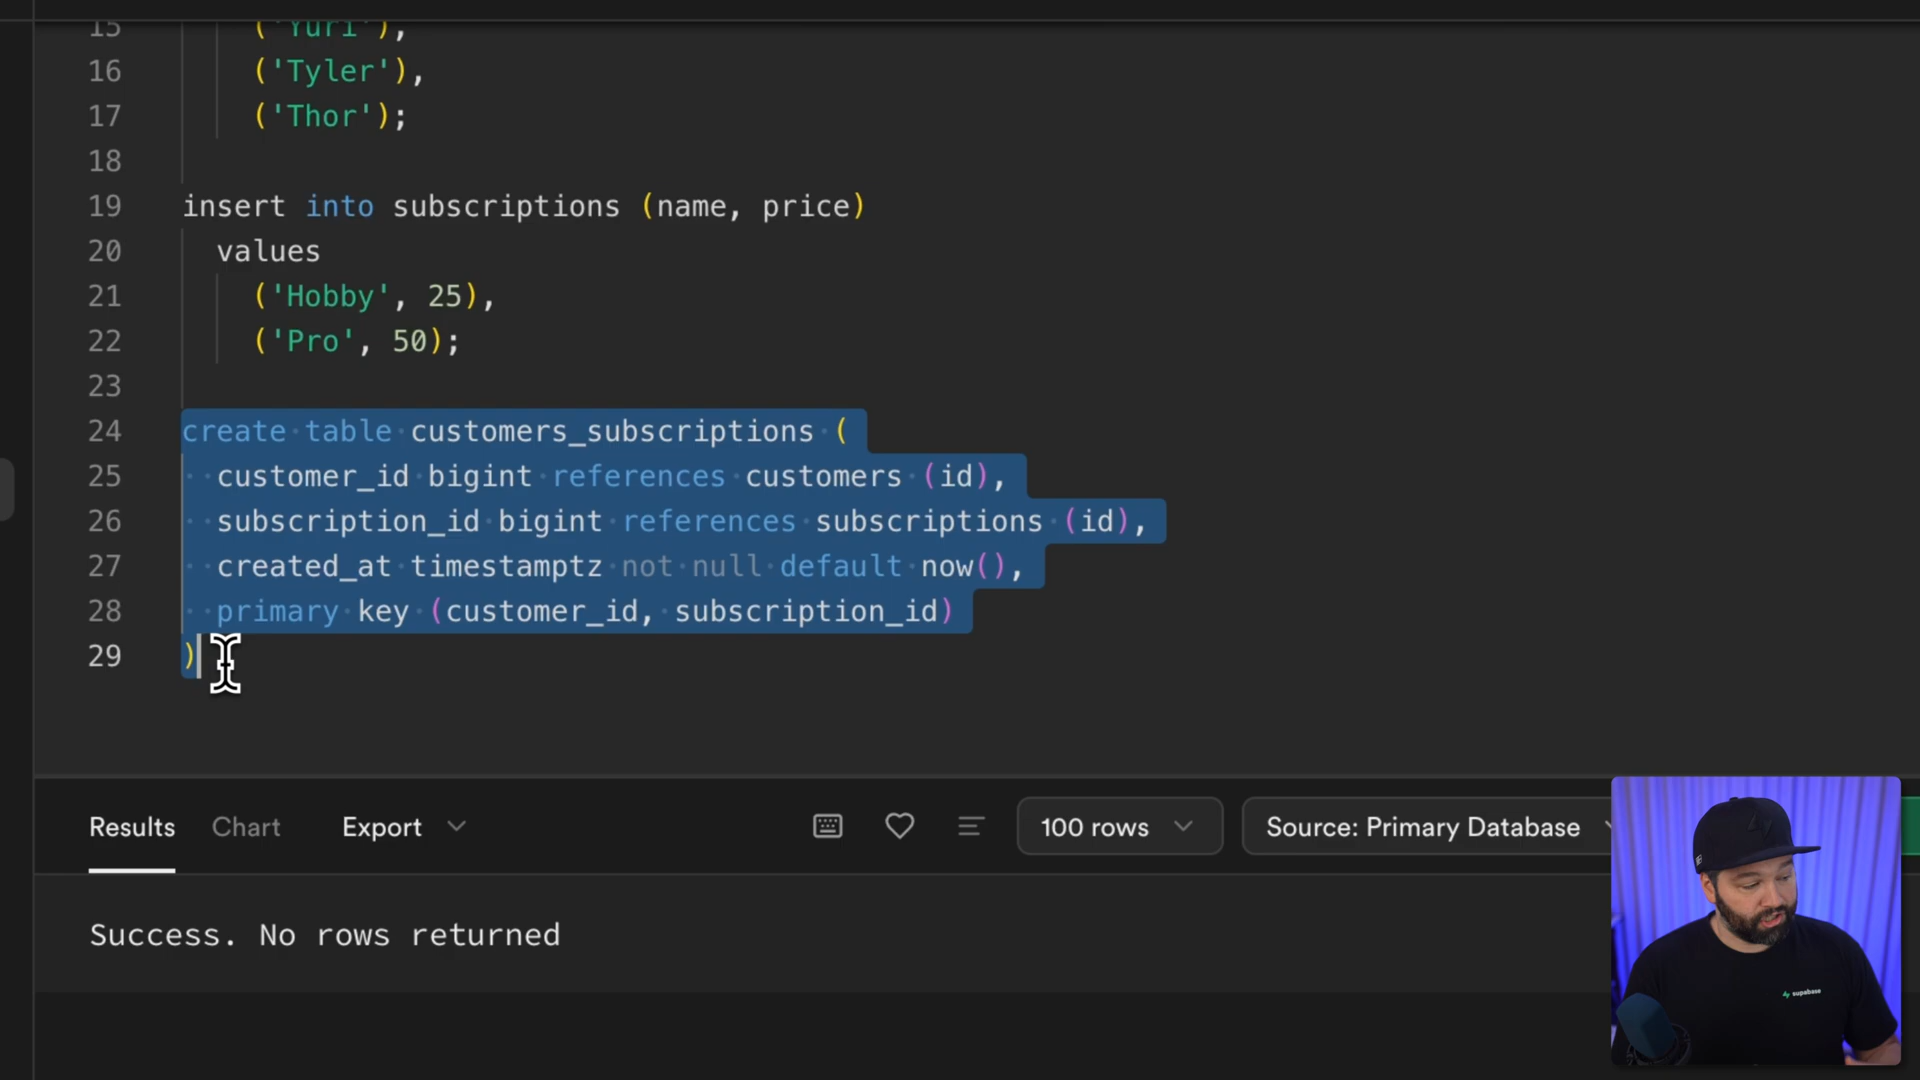 15 ('Yuri'),
16 ('Tyler'),
17 ('Thor');
18
19 insert into subscriptions (name, price)
20 values
21 ('Hobby', 25),
22 ('Pro', 50);
23
24 create table customers_subscriptions (
25 customer_id bigint references customers (id),
26 subscription_id bigint references subscriptions (id),
27 created_at timestamptz not null default now(),
28 primary key (customer_id, subscription_id)
29 )
Results Chart Export 100 rows Source: Primary Database
Success. No rows returned
supabase